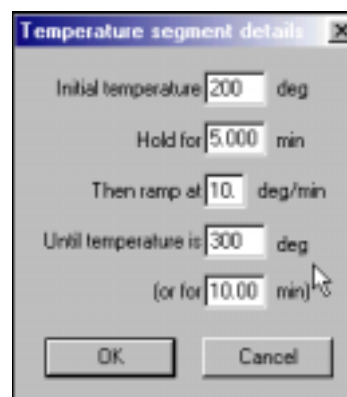 Temperature segment details
Initial temperature 200 deg
Hold for 5.000 min
Then ramp at 10. deg/min
Until temperature is 300 deg
(or for 10.00 min)
OK Cancel